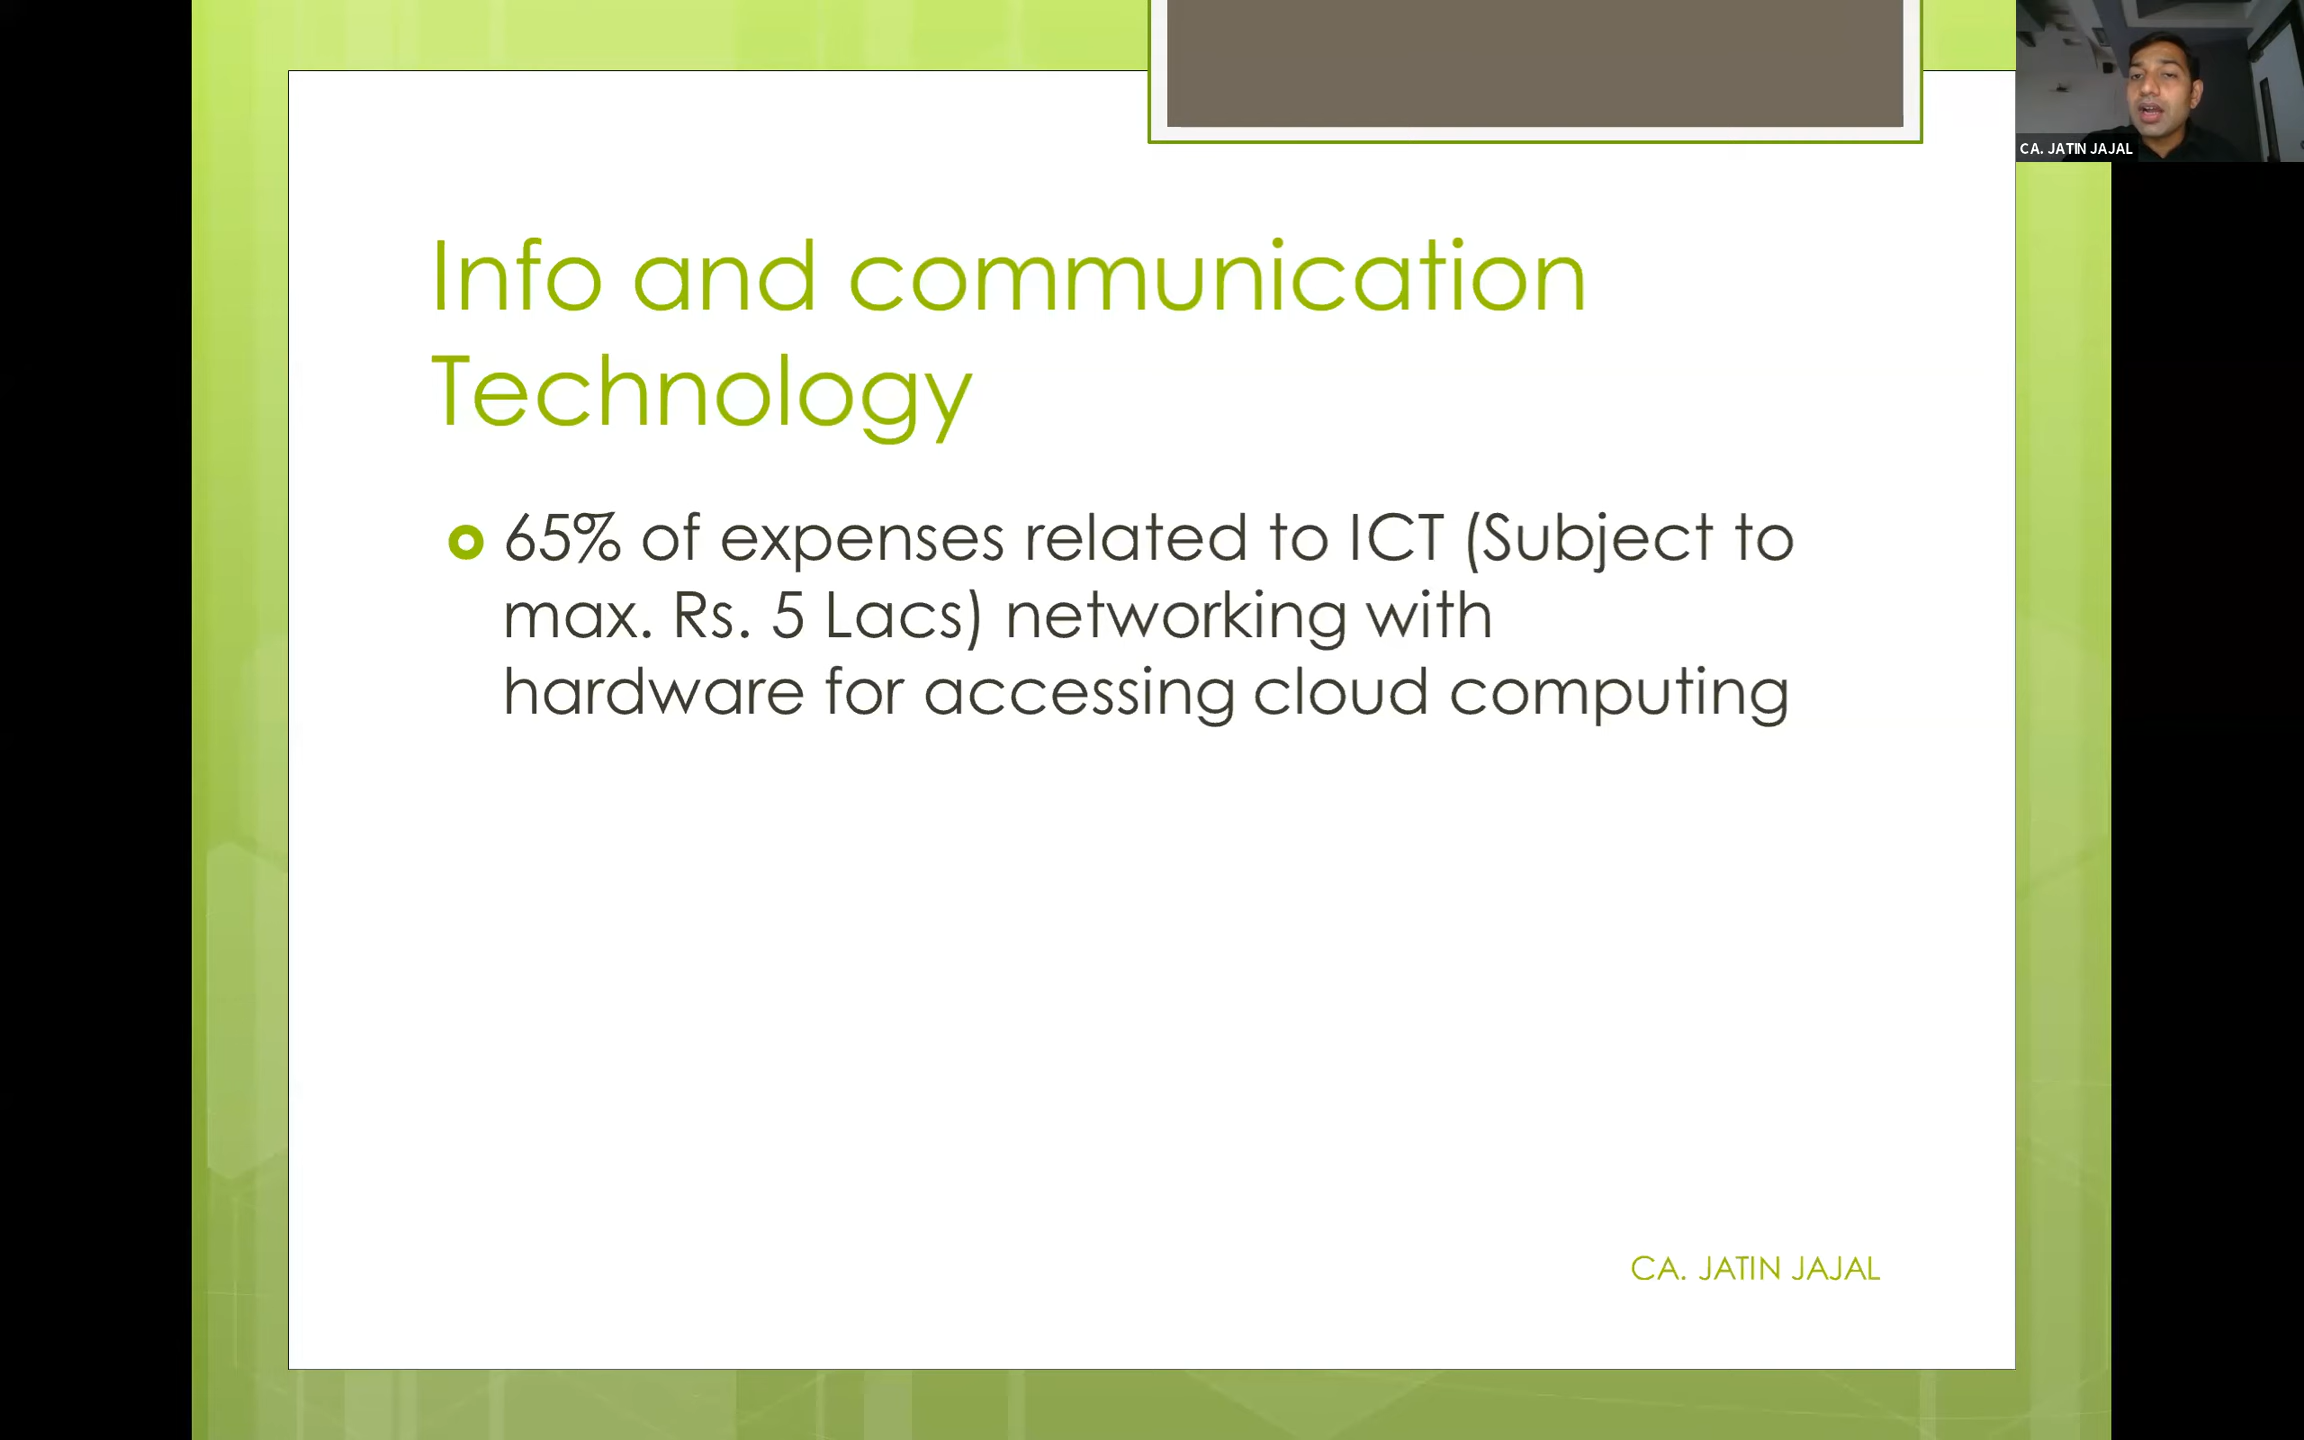 CA. JATIN JAJAL
Info and communication
Technology
65% of expenses related to ICT (Subject to
max. Rs. 5 Lacs) networking with
hardware for accessing cloud computing
CA. JATIN JAJAL